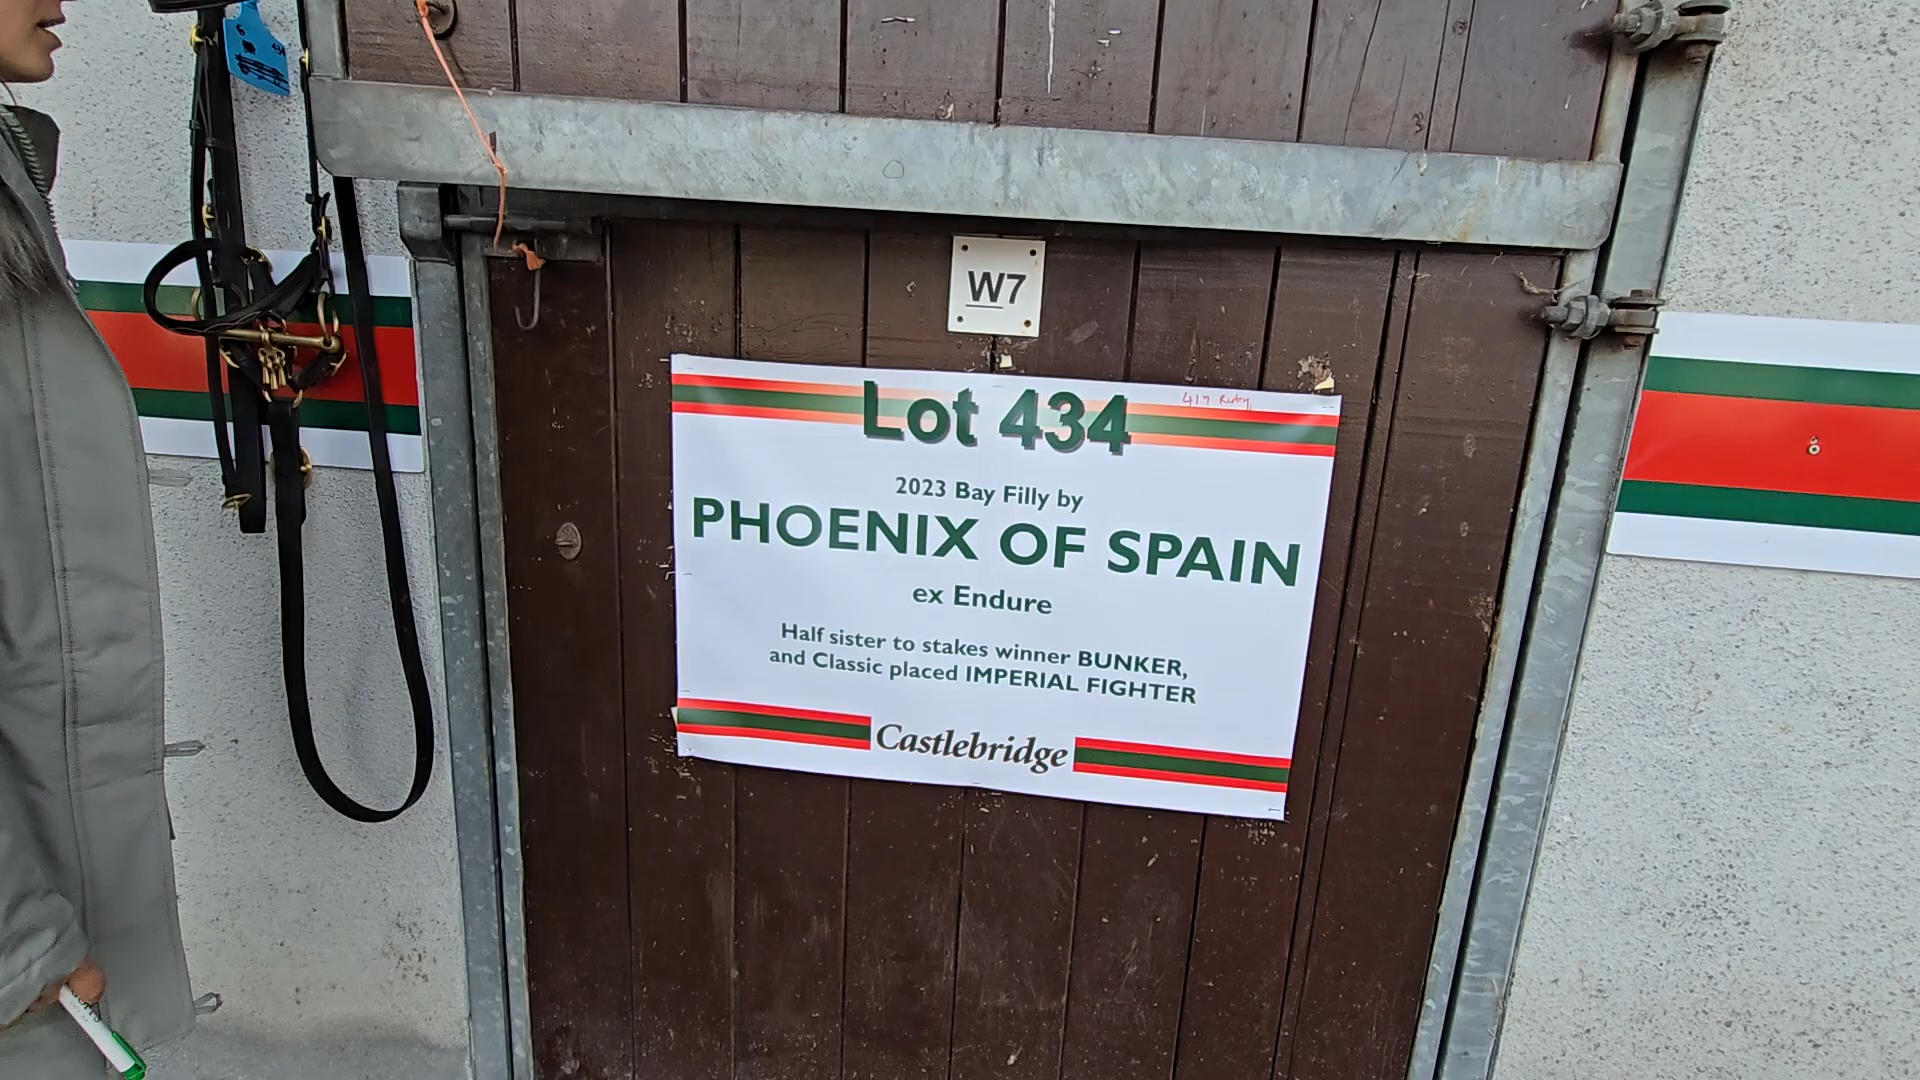 W7
Lot 434
2023 Bay Filly by
PHOENIX OF SPAIN
ex Endure
Half sister to stakes winner BUNKER,
and Classic placed IMPERIAL FIGHTER
Castlebridge